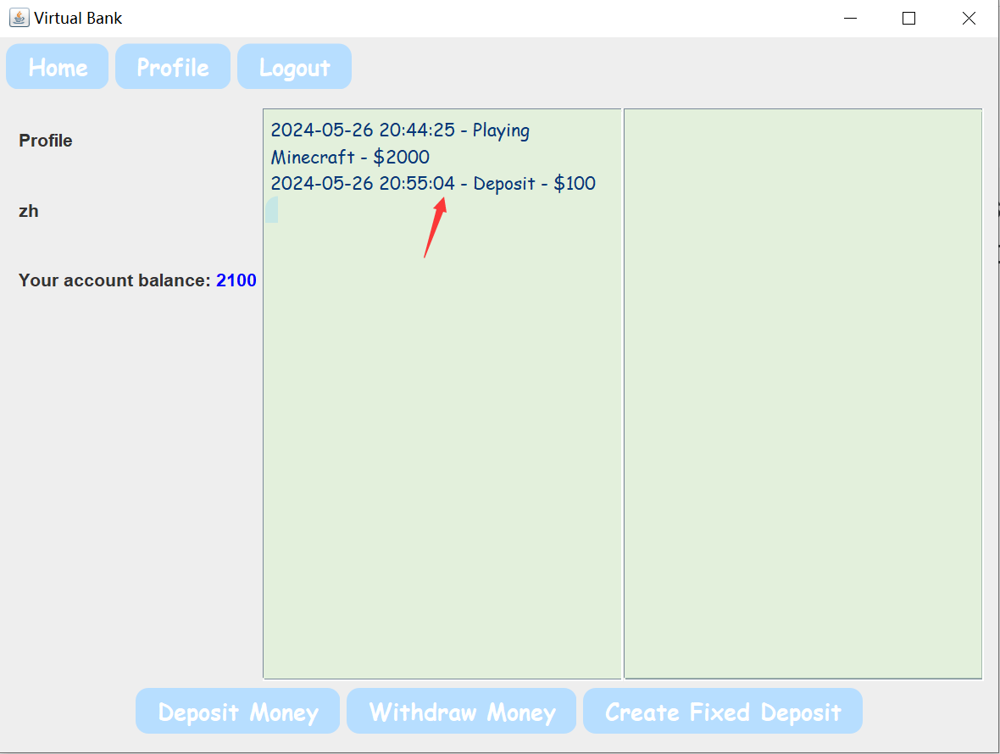 Virtual Bank
Home Profile Logout
Profile
zh
Your account balance: 2100
2024-05-26 20:44:25 - Playing
Minecraft - $2000
2024-05-26 20:55:04 - Deposit - $100
Deposit Money Withdraw Money Create Fixed Deposit